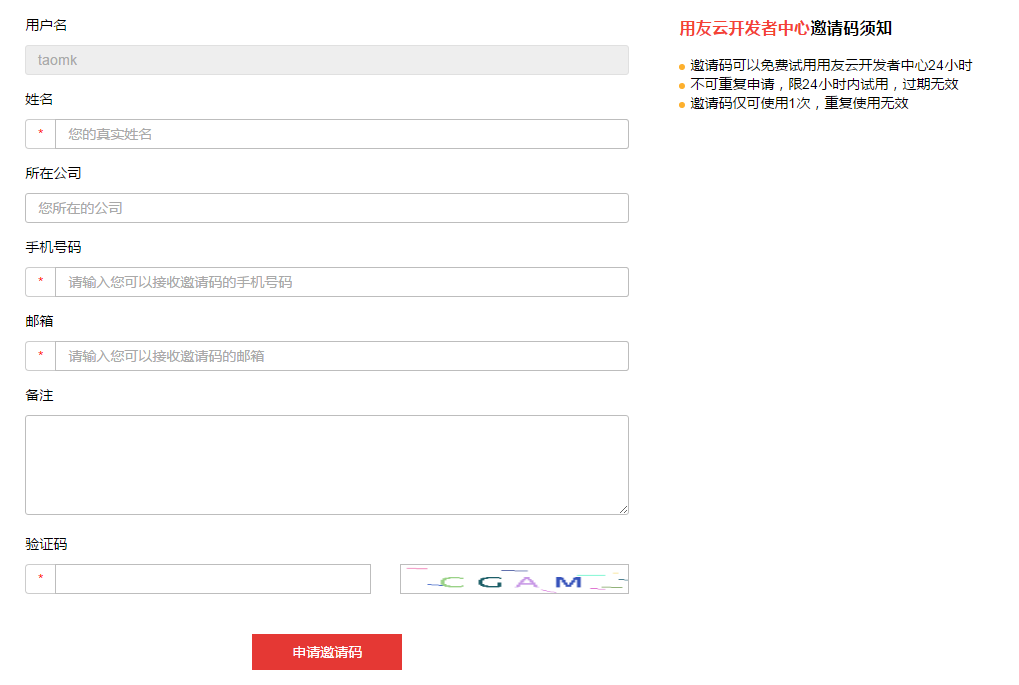 用户名
taomk
姓名
* 您的真实姓名
所在公司
您所在的公司
手机号码
* 请输入您可以接收邀请码的手机号码
邮箱
* 请输入您可以接收邀请码的邮箱
备注
验证码
* CGAM
申请邀请码
用友云开发者中心邀请码须知
邀请码可以免费试用用友云开发者中心24小时
不可重复申请，限24小时内试用，过期无效
邀请码仅可使用1次，重复使用无效